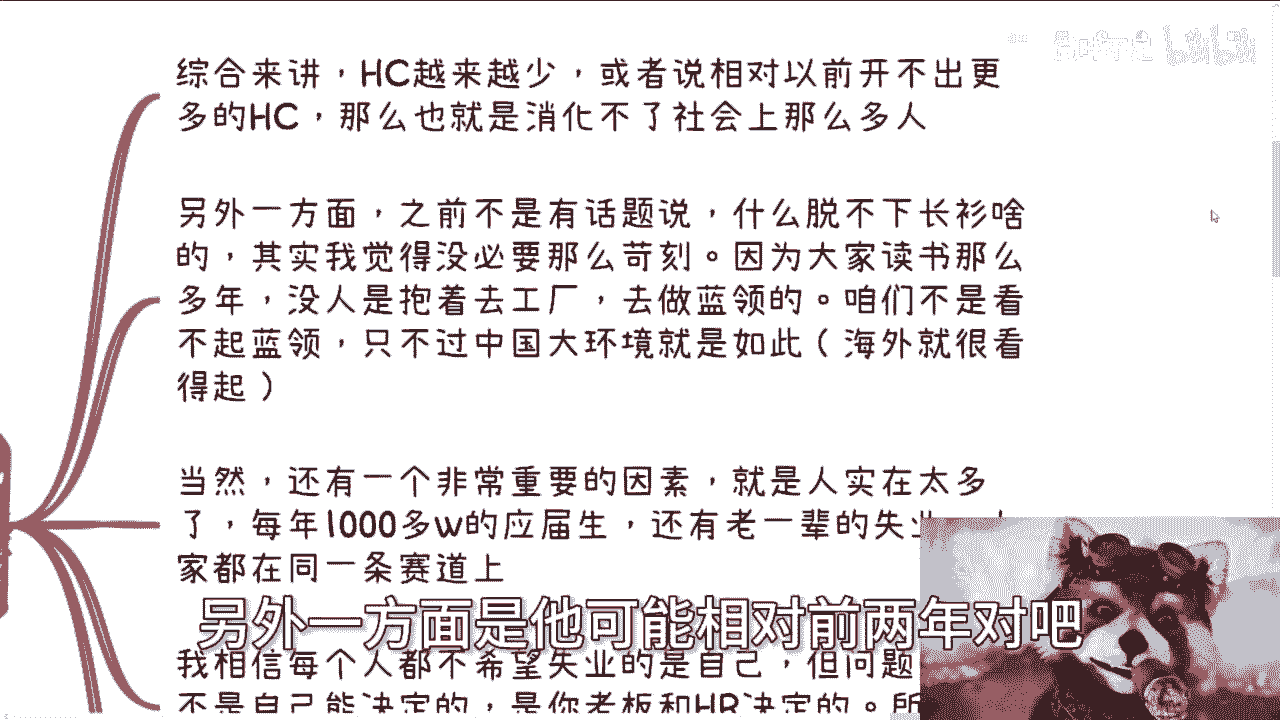 综合来讲，HC越来越少，或者说相对以前开不出更
多的HC，那么也就是消化不了社会上那么多人
另外一方面，之前不是有话题说，什么脱不下长衫啥
的，其实我觉得没必要那么苛刻。因为大家读书那么
多年，没人是抱着去工厂，去做蓝领的。咱们不是看
不起蓝领，只不过中国大环境就是如此（海外就很看
得起）
当然，还有一个非常重要的因素，就是人实在太多
了，每年1000多w的应届生，还有老一辈的失业
家都在同一条赛道上
另外一方面是他可能相对前两年对吧
我相信每个人都不希望失业的是自己，但问题
不是自己能决定的，是你老板和HR决定的。所
bilibili